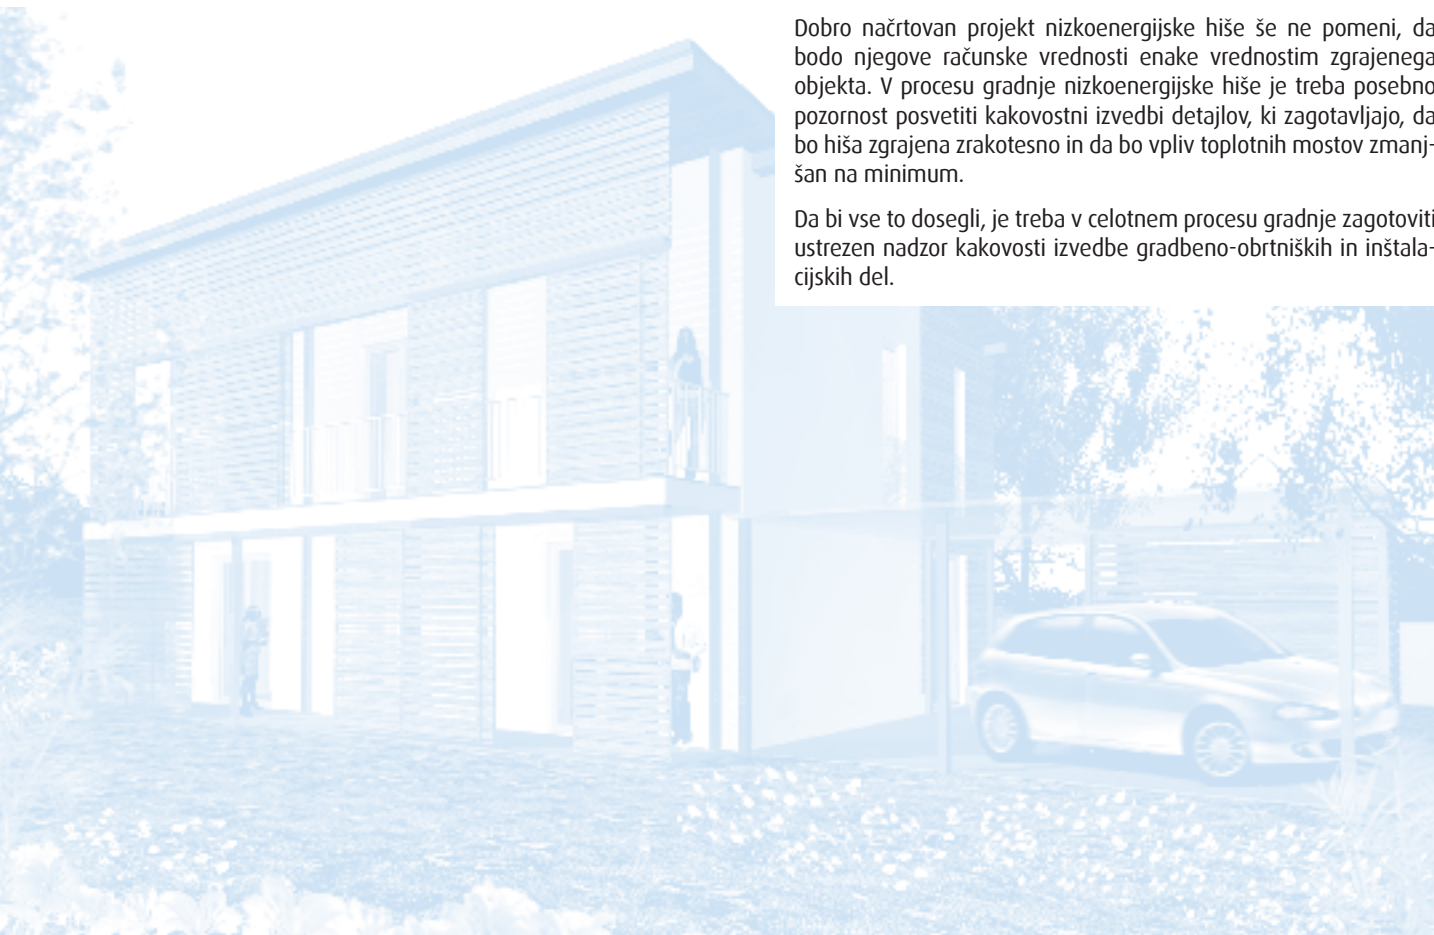 Dobro načrtovan projekt nizkoenergijske hiše še ne pomeni, da
bodo njegove računske vrednosti enake vrednostim zgrajenega
objekta. V procesu gradnje nizkoenergijske hiše je treba posebno
pozornost posvetiti kakovostni izvedbi detajlov, ki zagotavljajo, da
bo hiša zgrajena zrakotesno in da bo vpliv toplotnih mostov zmanj-
šan na minimum.
Da bi vse to dosegli, je treba v celotnem procesu gradnje zagotoviti
ustrezen nadzor kakovosti izvedbe gradbeno-obrtniških in inštala-
cijskih del.